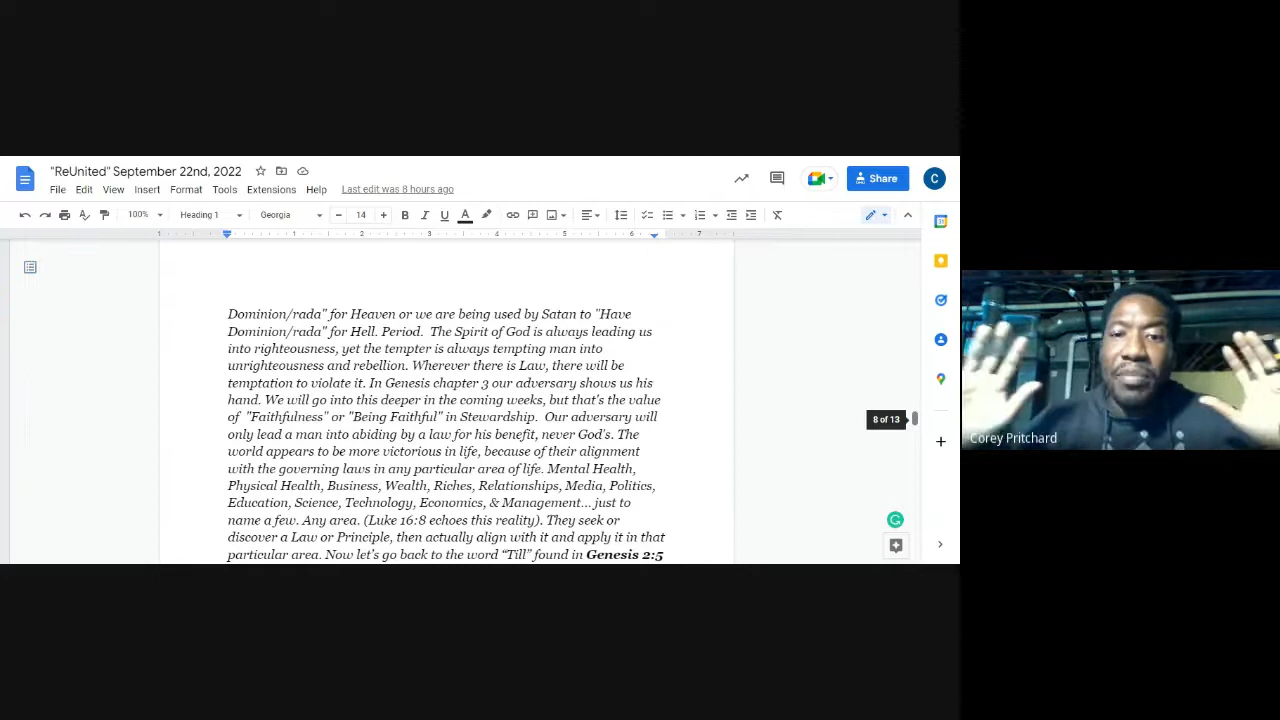 "ReUnited" September 22nd, 2022
File Edit View Insert Format Tools Extensions Help Last edit was 8 hours ago
Share
C
100% Heading 1 Georgia 14 B I U A
1 1 2 3 4 5 6 7
Dominion/rada" for Heaven or we are being used by Satan to "Have
Dominion/rada" for Hell. Period. The Spirit of God is always leading us
into righteousness, yet the tempter is always tempting man into
unrighteousness and rebellion. Wherever there is Law, there will be
temptation to violate it. In Genesis chapter 3 our adversary shows us his
hand. We will go into this deeper in the coming weeks, but that's the value
of "Faithfulness" or "Being Faithful" in Stewardship. Our adversary will
only lead a man into abiding by a law for his benefit, never God's. The
world appears to be more victorious in life, because of their alignment
with the governing laws in any particular area of life. Mental Health,
Physical Health, Business, Wealth, Riches, Relationships, Media, Politics,
Education, Science, Technology, Economics, & Management... just to
name a few. Any area. (Luke 16:8 echoes this reality). They seek or
discover a Law or Principle, then actually align with it and apply it in that
particular area. Now let's go back to the word “Till” found in Genesis 2:5
8 of 13
Corey Pritchard